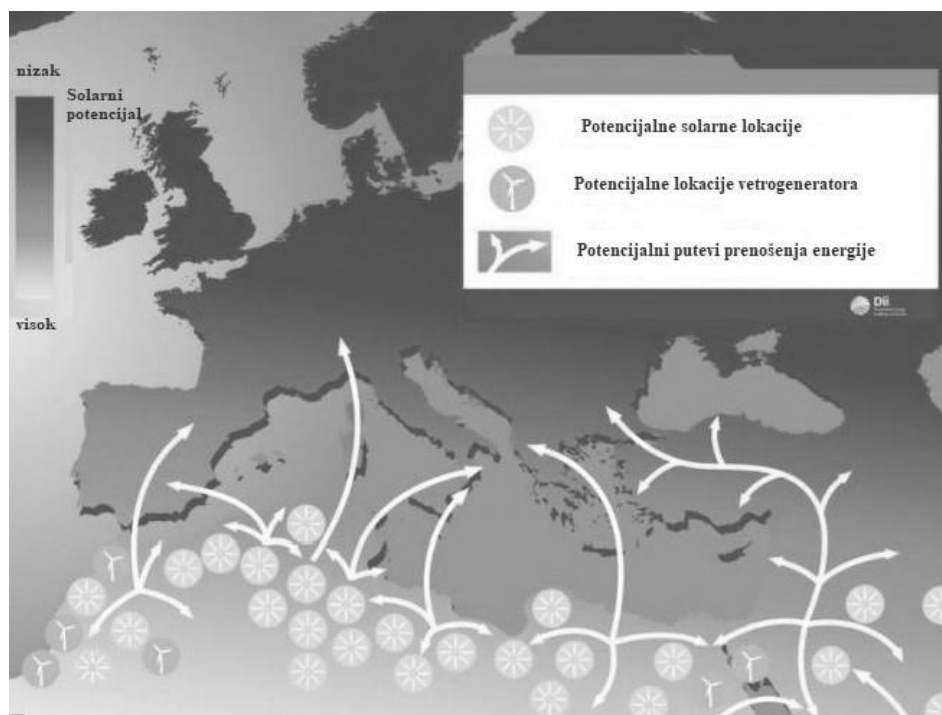 nizak
Solarni
potencijal
visok
Potencijalne solarne lokacije
Potencijalne lokacije vetrogeneratora
Potencijalni putevi prenošenja energije
Dii